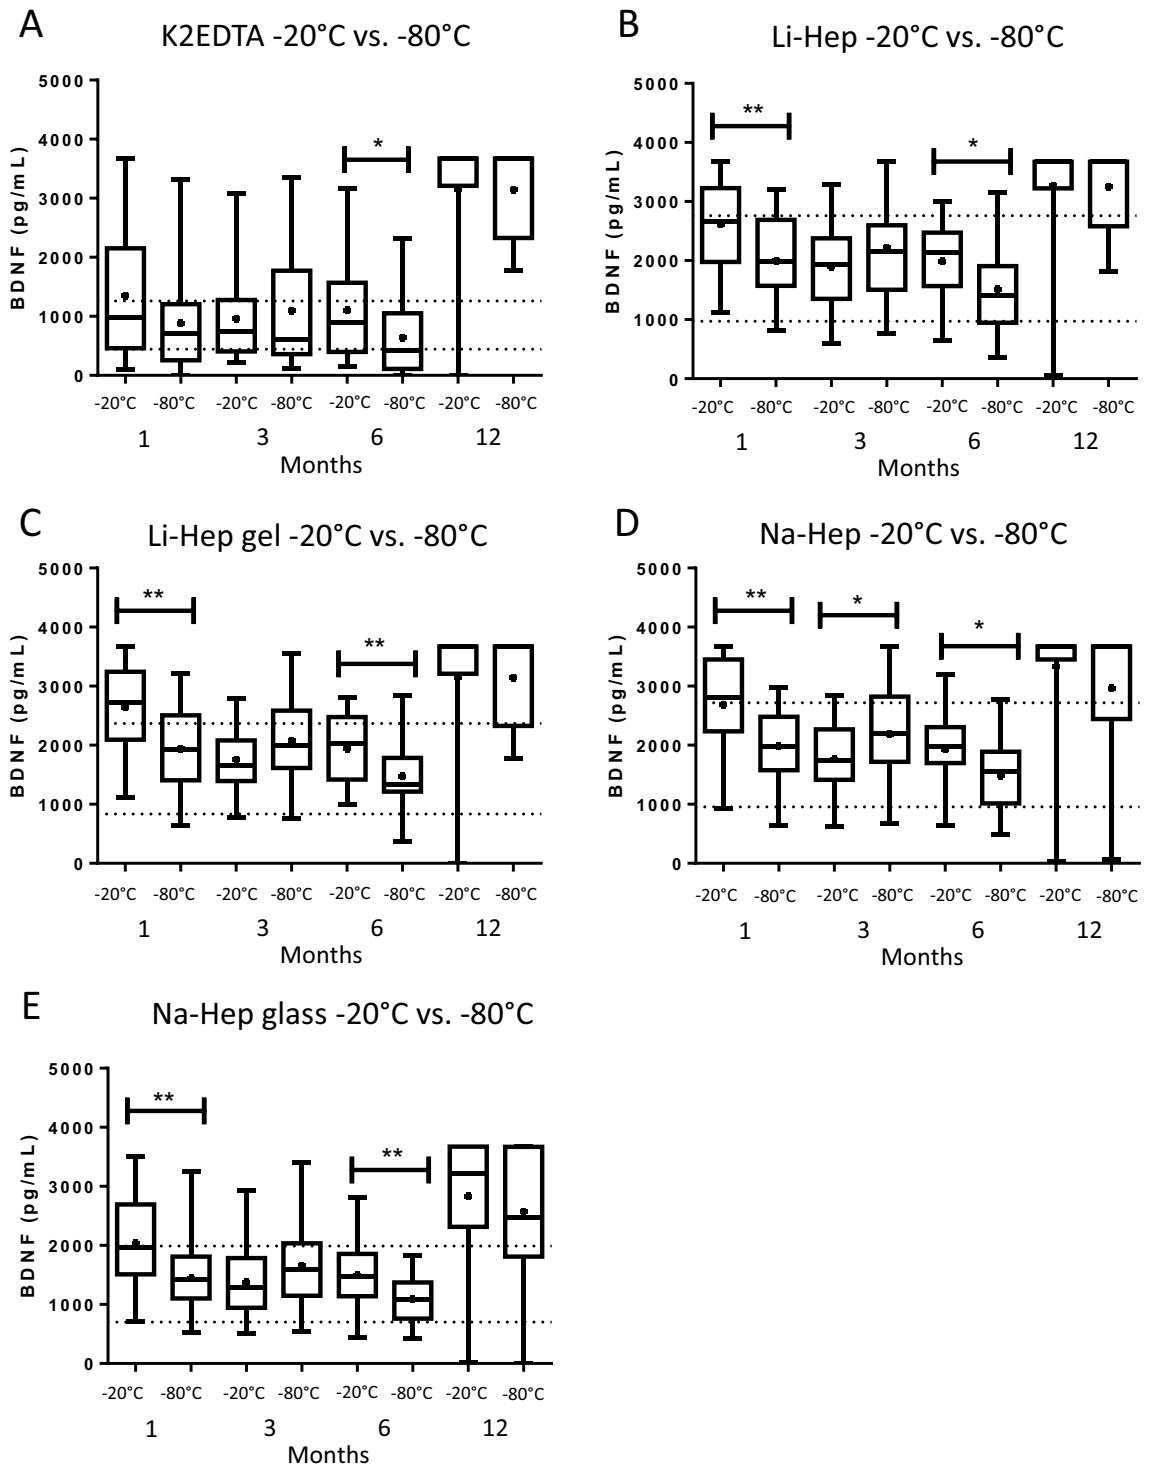 A
K2EDTA -20°C vs. -80°C
5000
4000
3000
2000
1000
0
BDNF (pg/mL)
*
-20°C -80°C -20°C -80°C -20°C -80°C -20°C -80°C
1 3 6 12
Months
B
Li-Hep -20°C vs. -80°C
5000
4000
3000
2000
1000
0
BDNF (pg/mL)
** *
-20°C -80°C -20°C -80°C -20°C -80°C -20°C -80°C
1 3 6 12
Months
C
Li-Hep gel -20°C vs. -80°C
5000
4000
3000
2000
1000
0
BDNF (pg/mL)
** **
-20°C -80°C -20°C -80°C -20°C -80°C -20°C -80°C
1 3 6 12
Months
D
Na-Hep -20°C vs. -80°C
5000
4000
3000
2000
1000
0
BDNF (pg/mL)
** * *
-20°C -80°C -20°C -80°C -20°C -80°C -20°C -80°C
1 3 6 12
Months
E
Na-Hep glass -20°C vs. -80°C
5000
4000
3000
2000
1000
0
BDNF (pg/mL)
** **
-20°C -80°C -20°C -80°C -20°C -80°C -20°C -80°C
1 3 6 12
Months